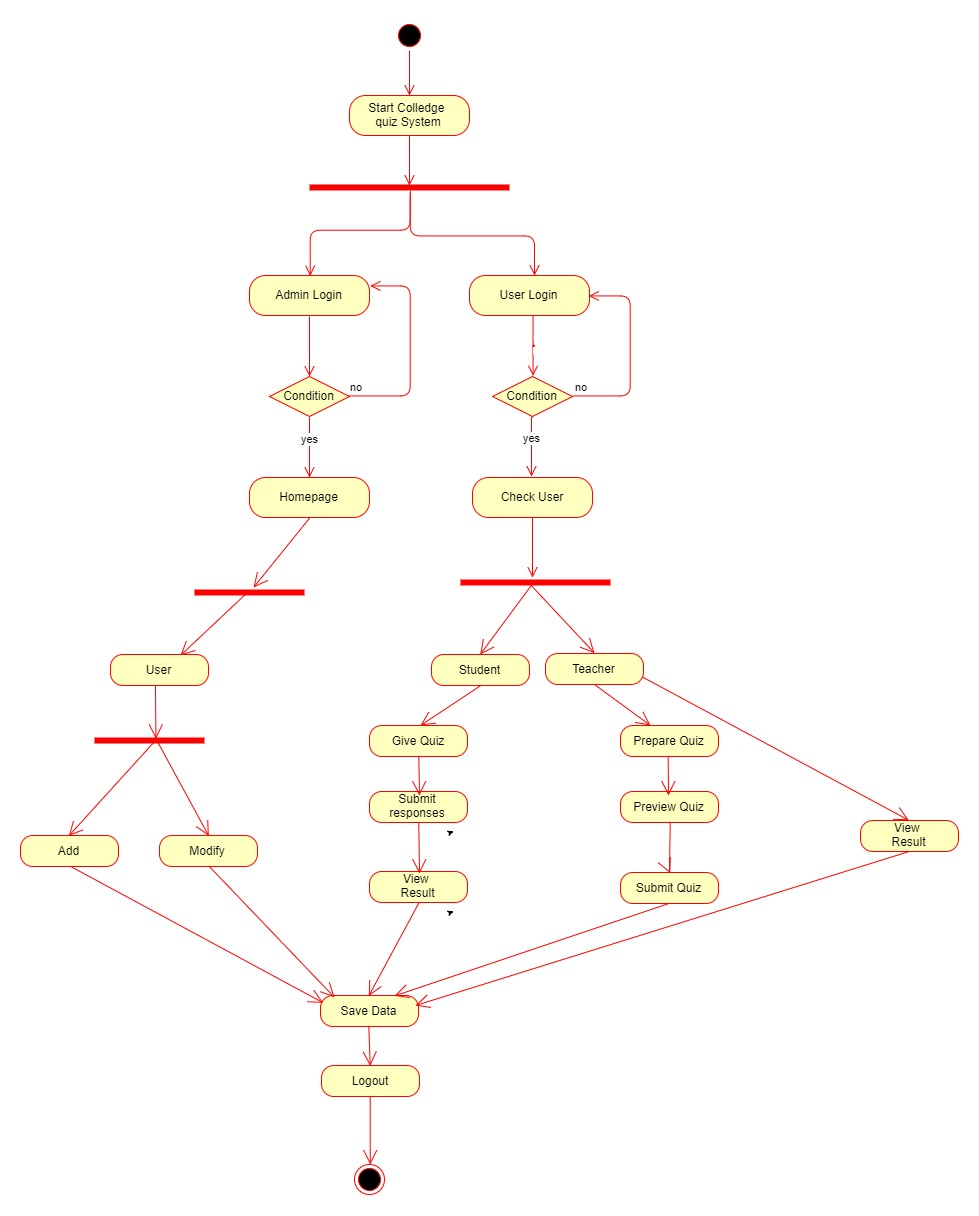 Start Colledge
quiz System
Admin Login
User Login
Condition
no
Condition
no
yes
yes
Homepage
Check User
User
Student
Teacher
Give Quiz
Prepare Quiz
Submit
responses
Preview Quiz
View
Result
Add
Modify
View
Result
Submit Quiz
Save Data
Logout